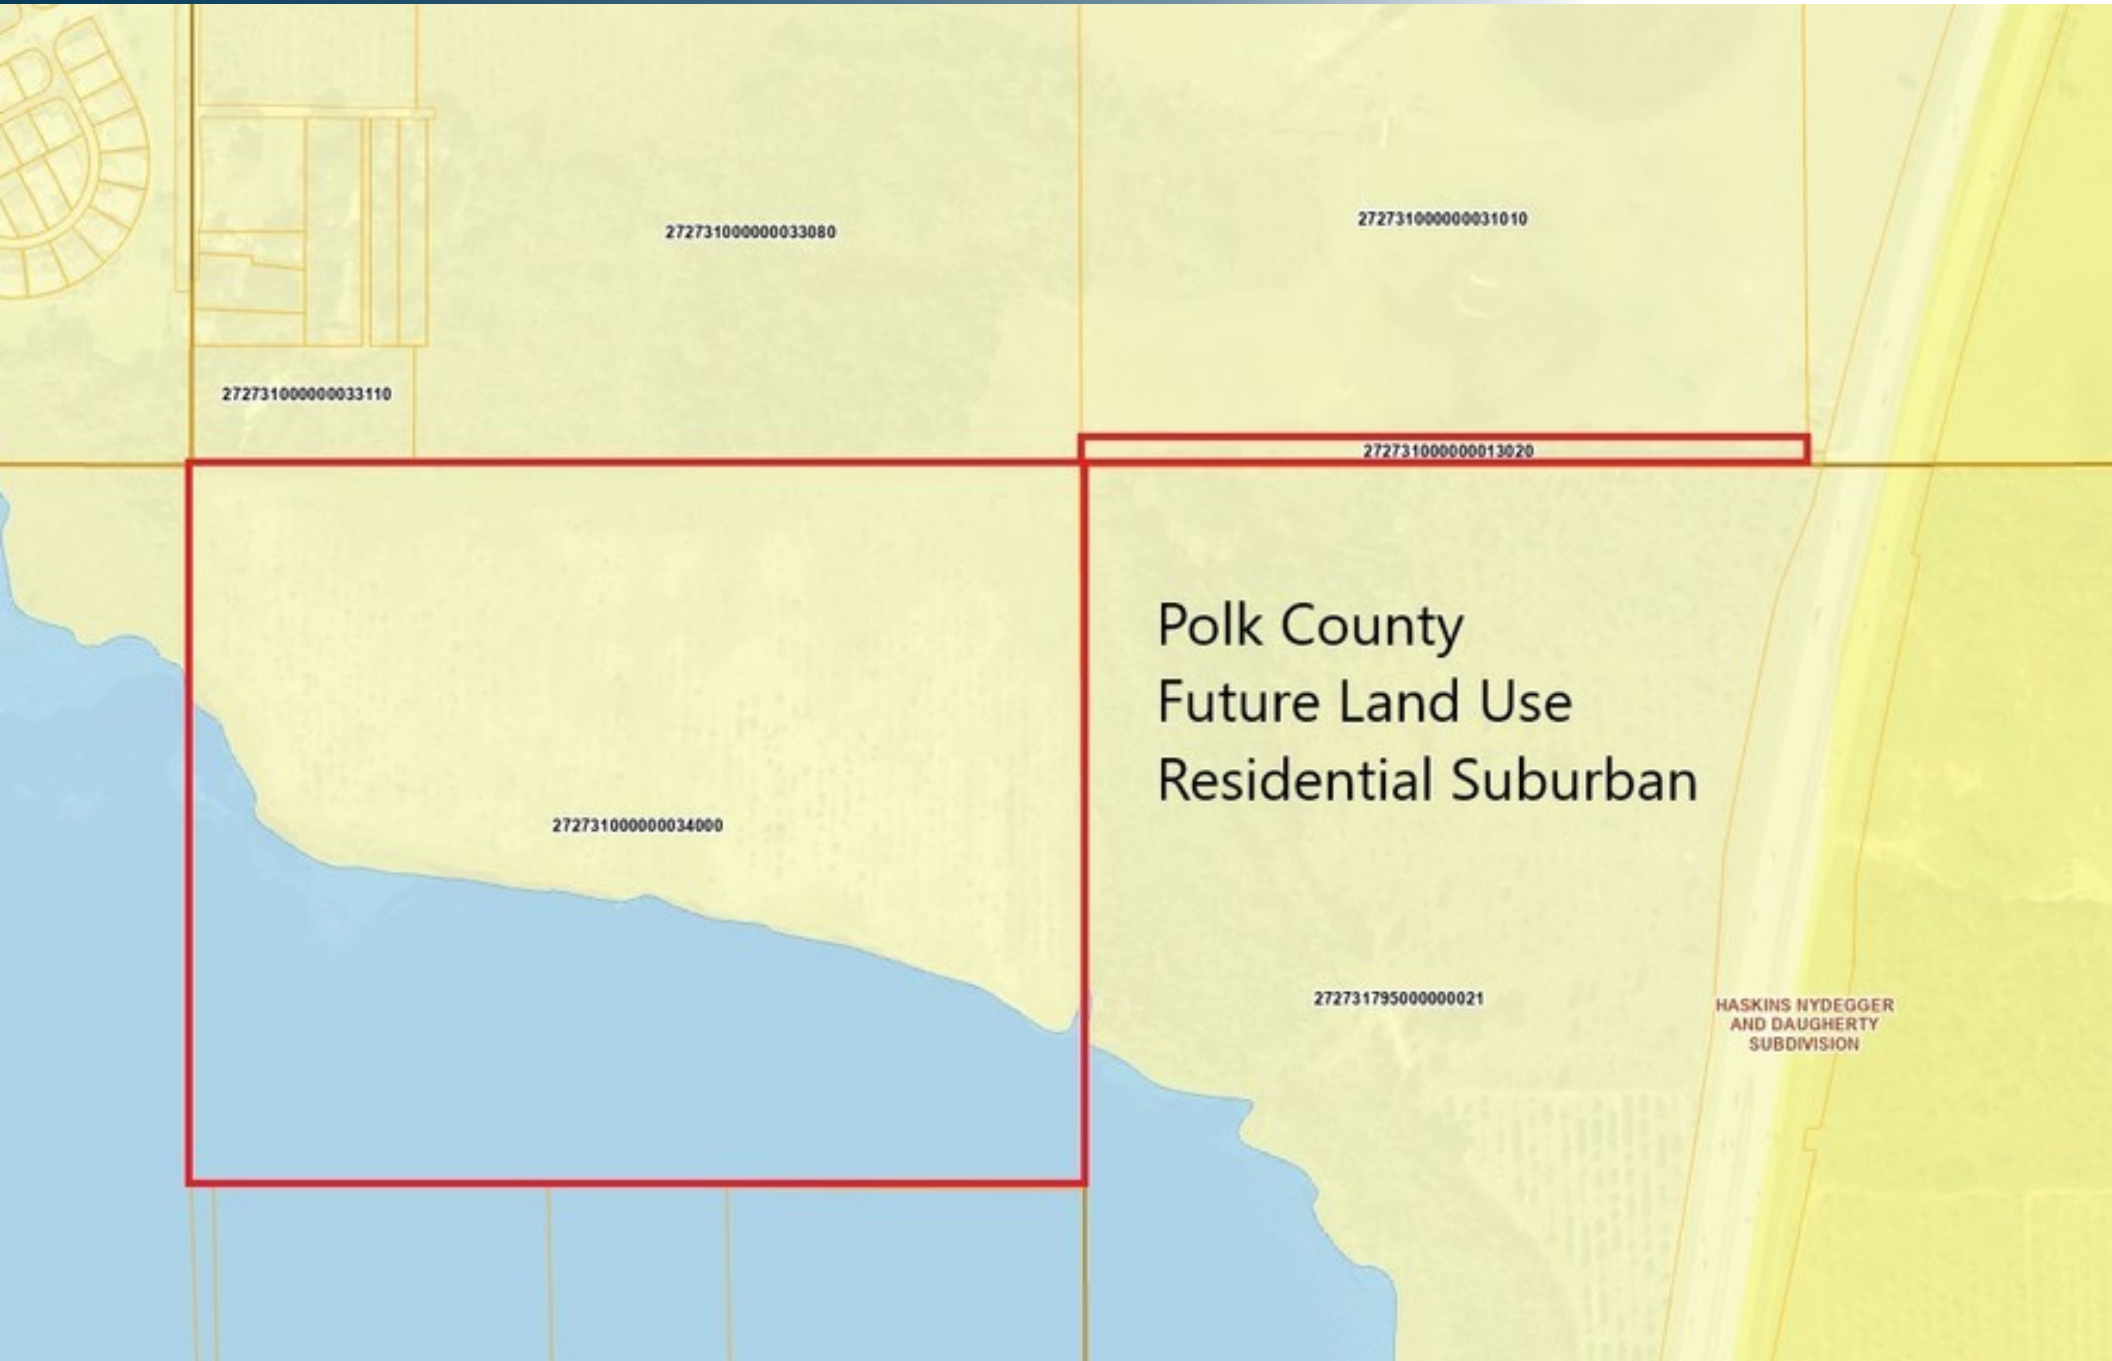 272731000000031010
272731000000033080
272731000000033110
272731000000013020
Polk County
Future Land Use
Residential Suburban
272731000000034000
272731795000000021
HASKINS NYDEGGER
AND DAUGHERTY
SUBDIVISION